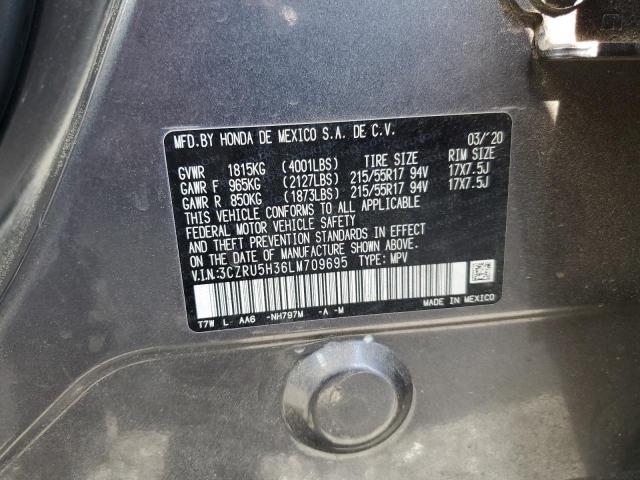 MFD.BY HONDA DE MEXICO S.A. DE C.V. 03/'20
GVWR 1815KG (4001LBS) TIRE SIZE RIM SIZE
GAWR F 965KG (2127LBS) 215/55R17 94V 17X7.5J
GAWR R 850KG (1873LBS) 215/55R17 94V 17X7.5J
THIS VEHICLE CONFORMS TO ALL APPLICABLE
FEDERAL MOTOR VEHICLE SAFETY
AND THEFT PREVENTION STANDARDS IN EFFECT
ON THE DATE OF MANUFACTURE SHOWN ABOVE.
V.I.N.:3CZRU5H36LM709695 TYPE: MPV
T7W L- AA6 -NH797M -A -M MADE IN MEXICO